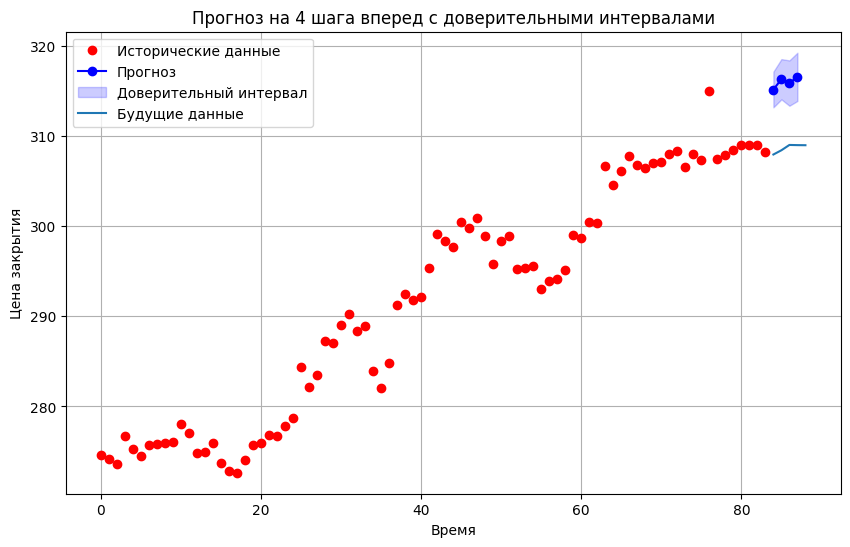 Прогноз на 4 шага вперед с доверительными интервалами
320
310
300
290
280
Цена закрытия
Исторические данные
Прогноз
Доверительный интервал
Будущие данные
0
20
40
60
80
Время